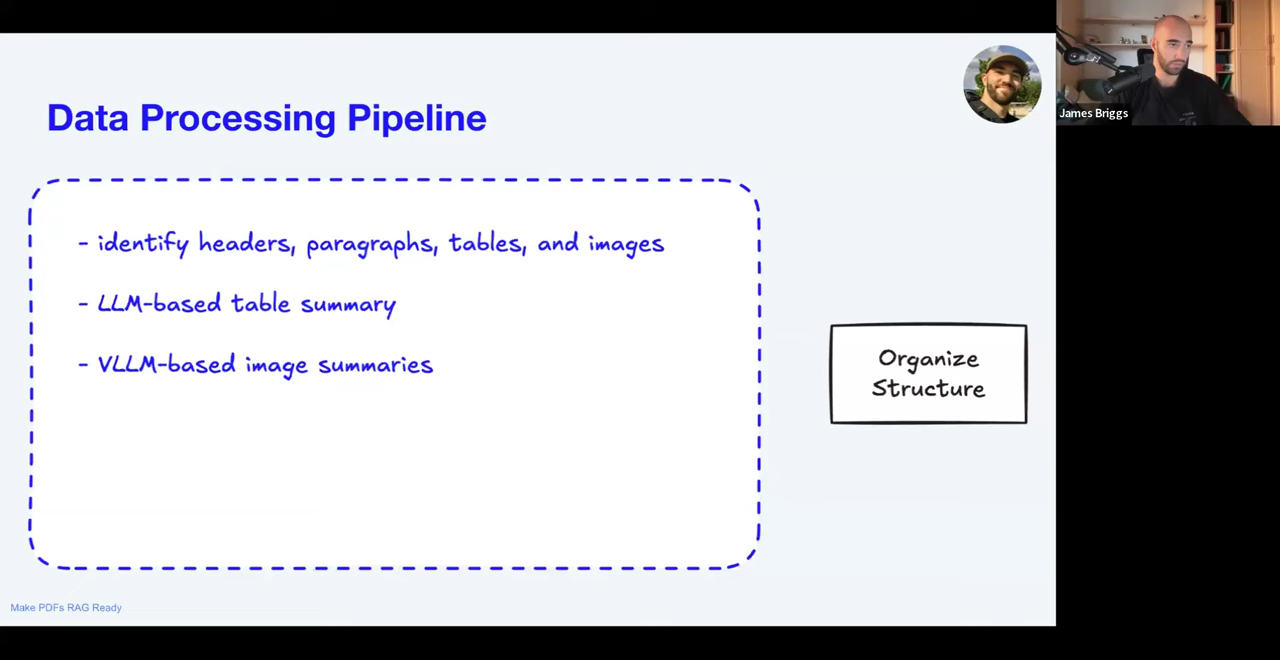 Data Processing Pipeline
- identify headers, paragraphs, tables, and images
- LLM-based table summary
- VLLM-based image summaries
Organize
Structure
Make PDFs RAG Ready
James Briggs